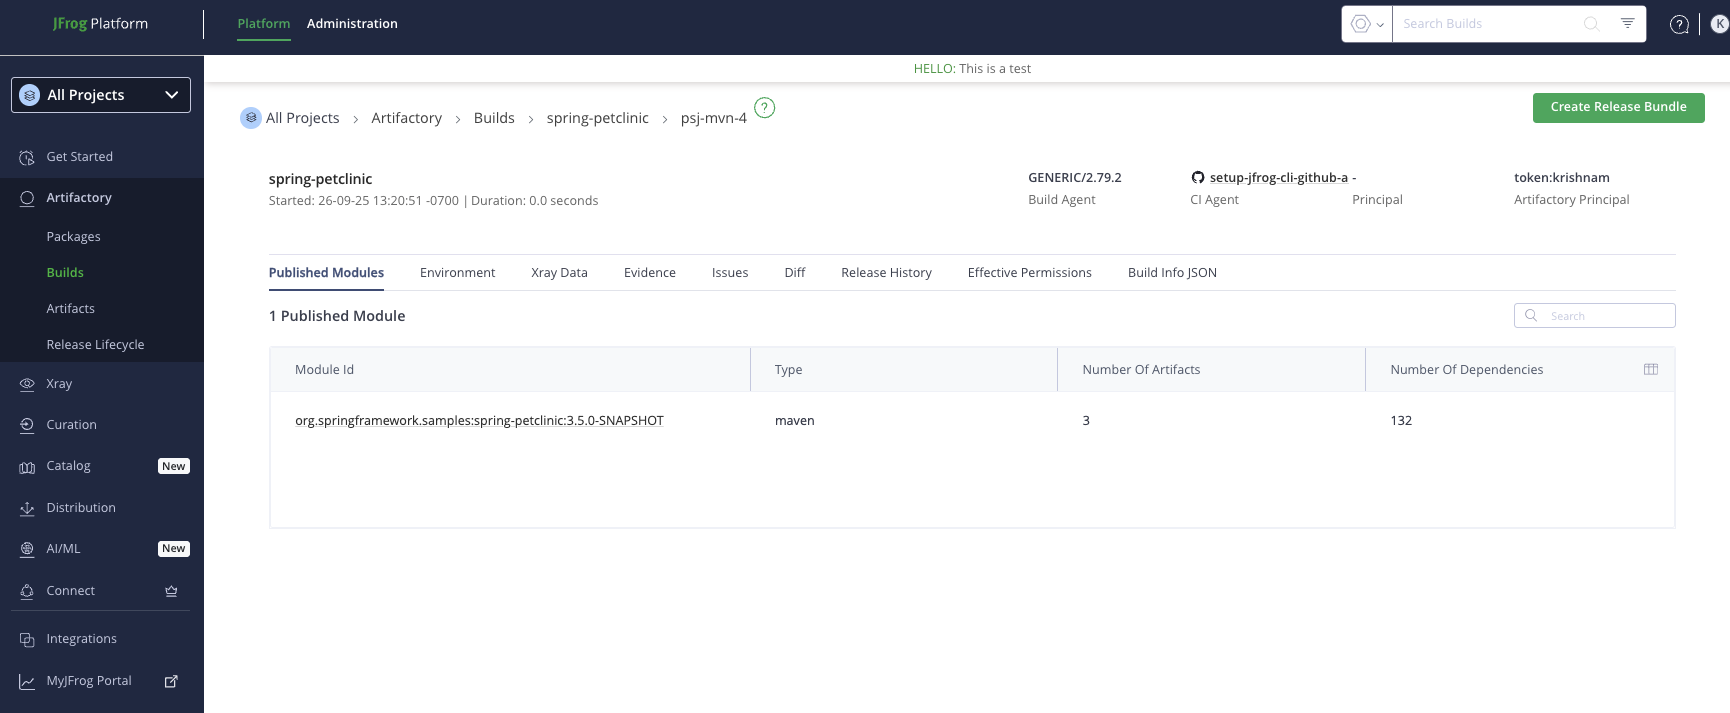 JFrog Platform
Platform
Administration
Search Builds
?
K
All Projects
HELLO: This is a test
All Projects > Artifactory > Builds > spring-petclinic > psj-mvn-4
?
Create Release Bundle
Get Started
Artifactory
Packages
Builds
Artifacts
Release Lifecycle
Xray
Curation
Catalog
New
Distribution
AI/ML
New
Connect
Integrations
MyJFrog Portal
spring-petclinic
Started: 26-09-25 13:20:51 -0700 | Duration: 0.0 seconds
GENERIC/2.79.2
Build Agent
setup-jfrog-cli-github-a
CI Agent
-
Principal
token:krishnam
Artifactory Principal
Published Modules
Environment
Xray Data
Evidence
Issues
Diff
Release History
Effective Permissions
Build Info JSON
1 Published Module
Search
Module Id
Type
Number Of Artifacts
Number Of Dependencies
org.springframework.samples:spring-petclinic:3.5.0-SNAPSHOT
maven
3
132